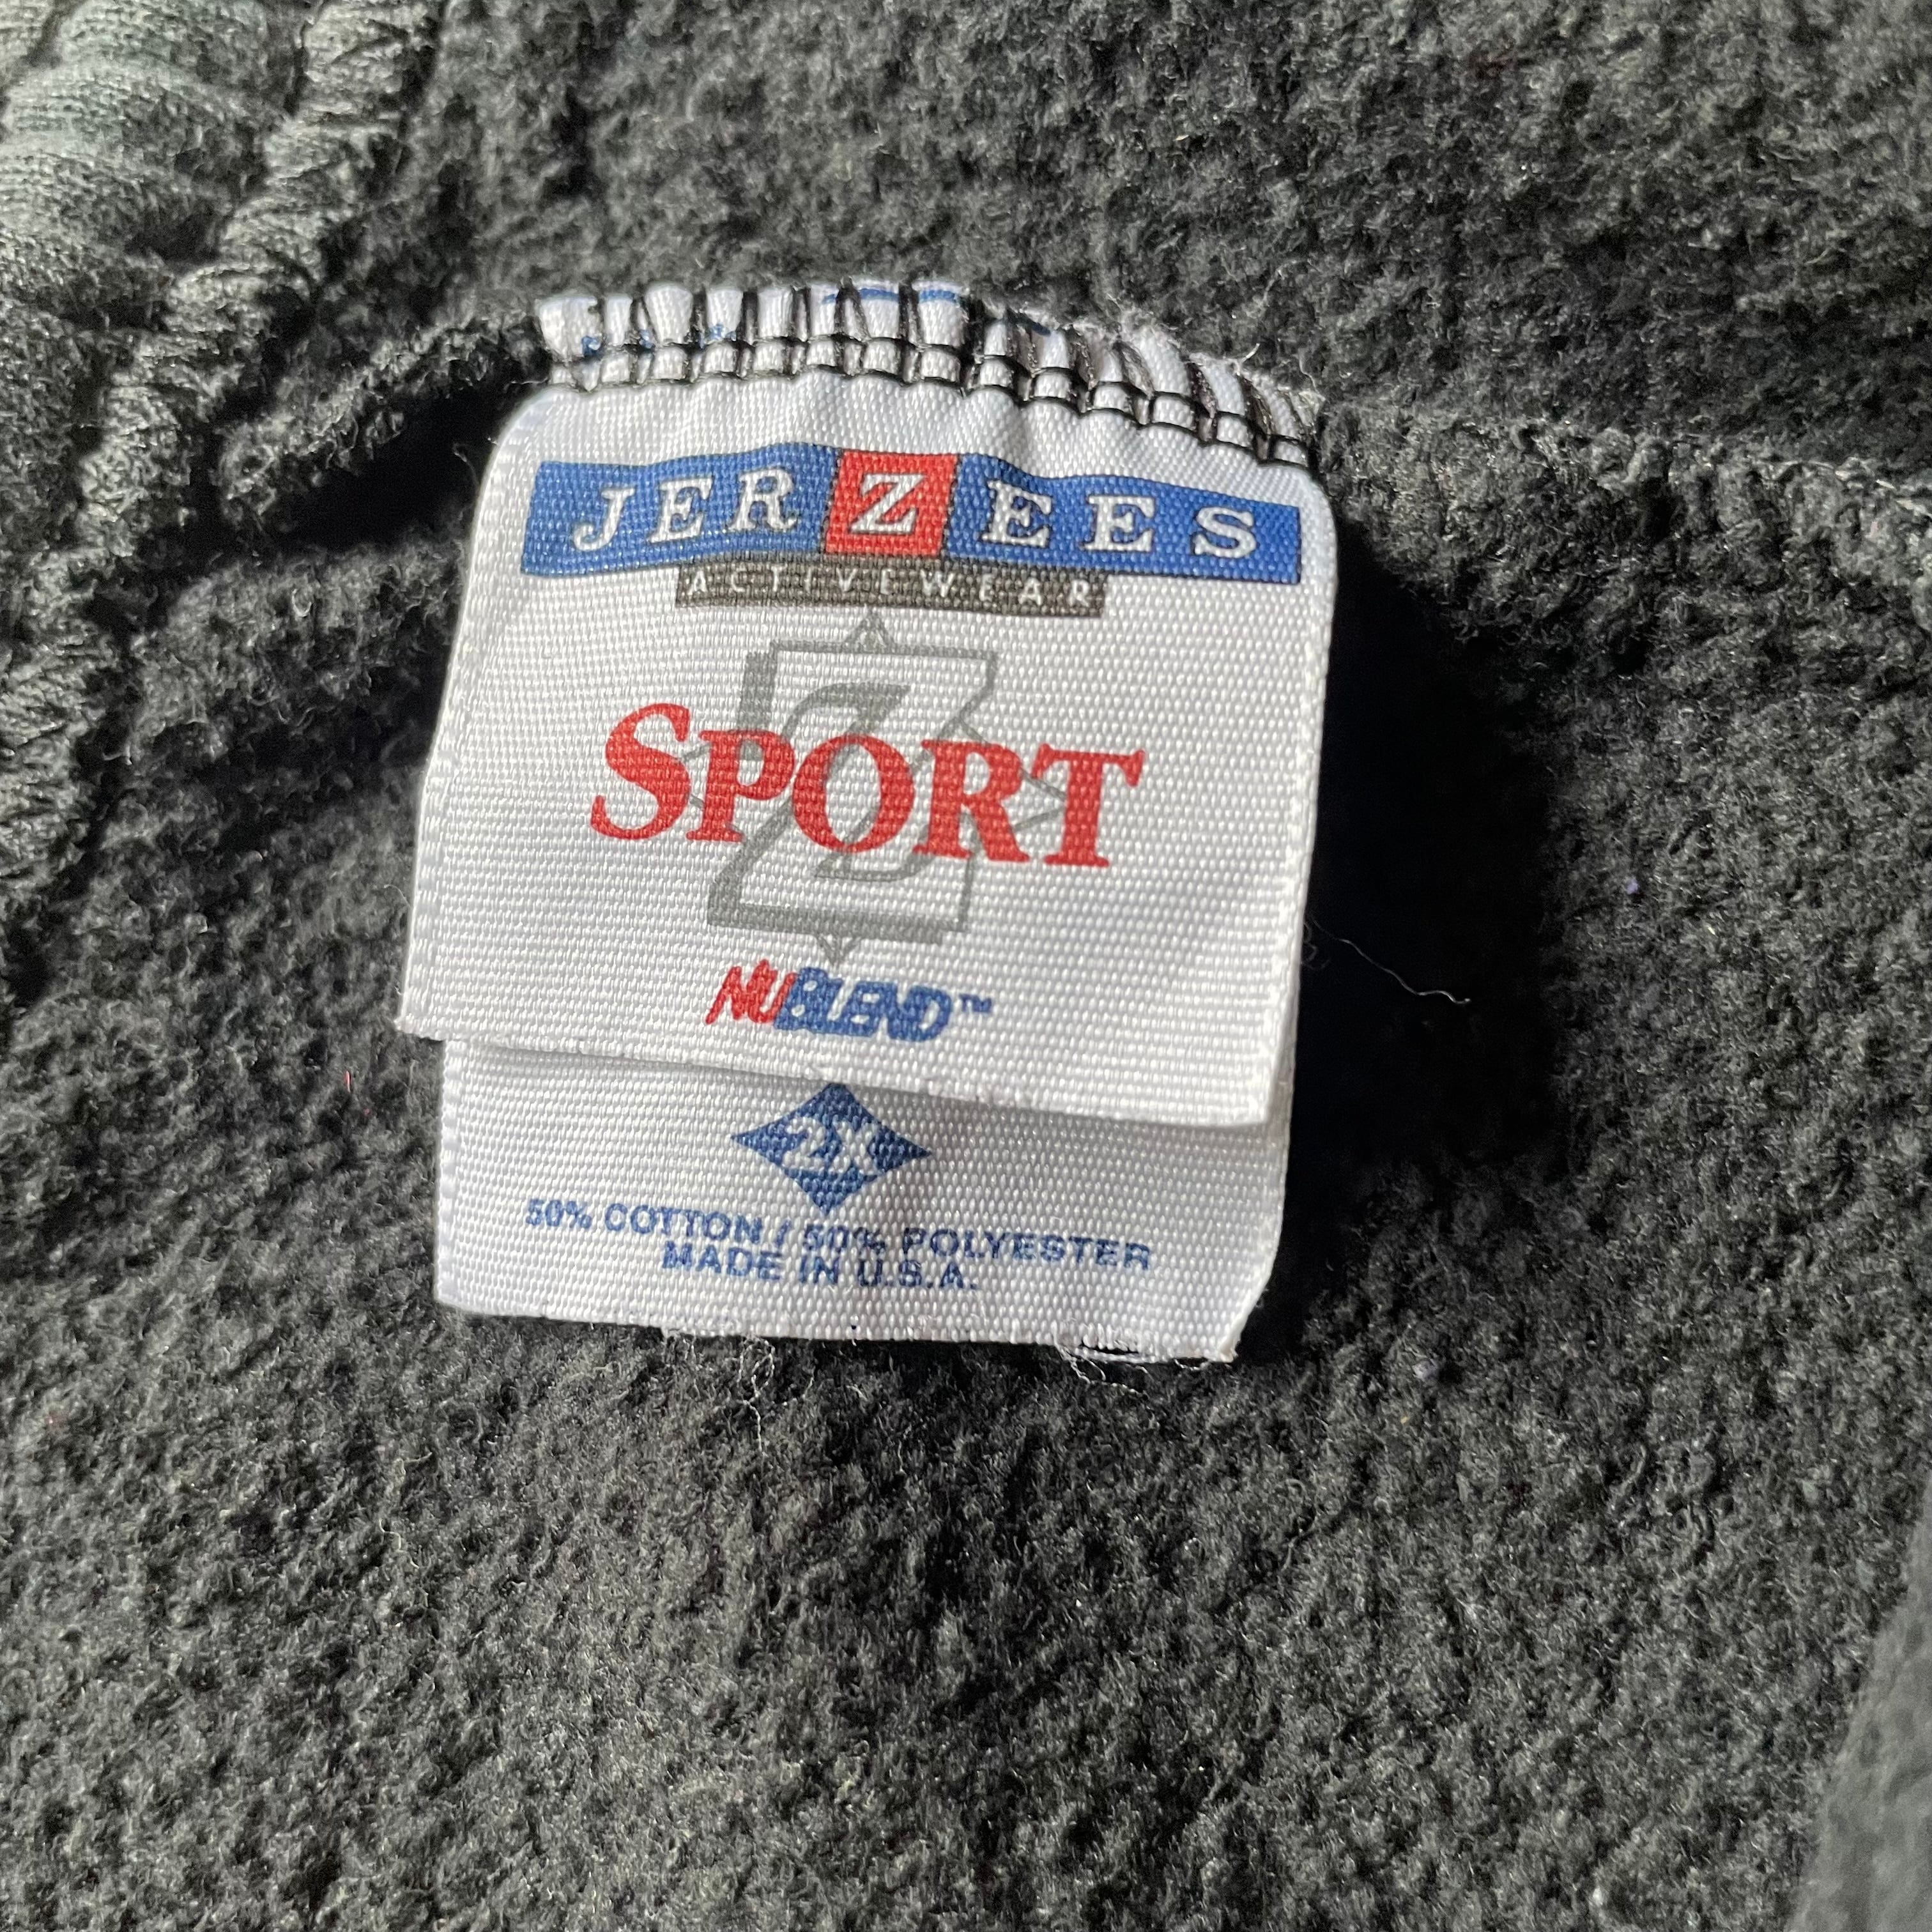 JERZEES
ACTIVEWEAR
Z
SPORT
NUBLEND™
2X
50% COTTON / 50% POLYESTER
MADE IN U.S.A.